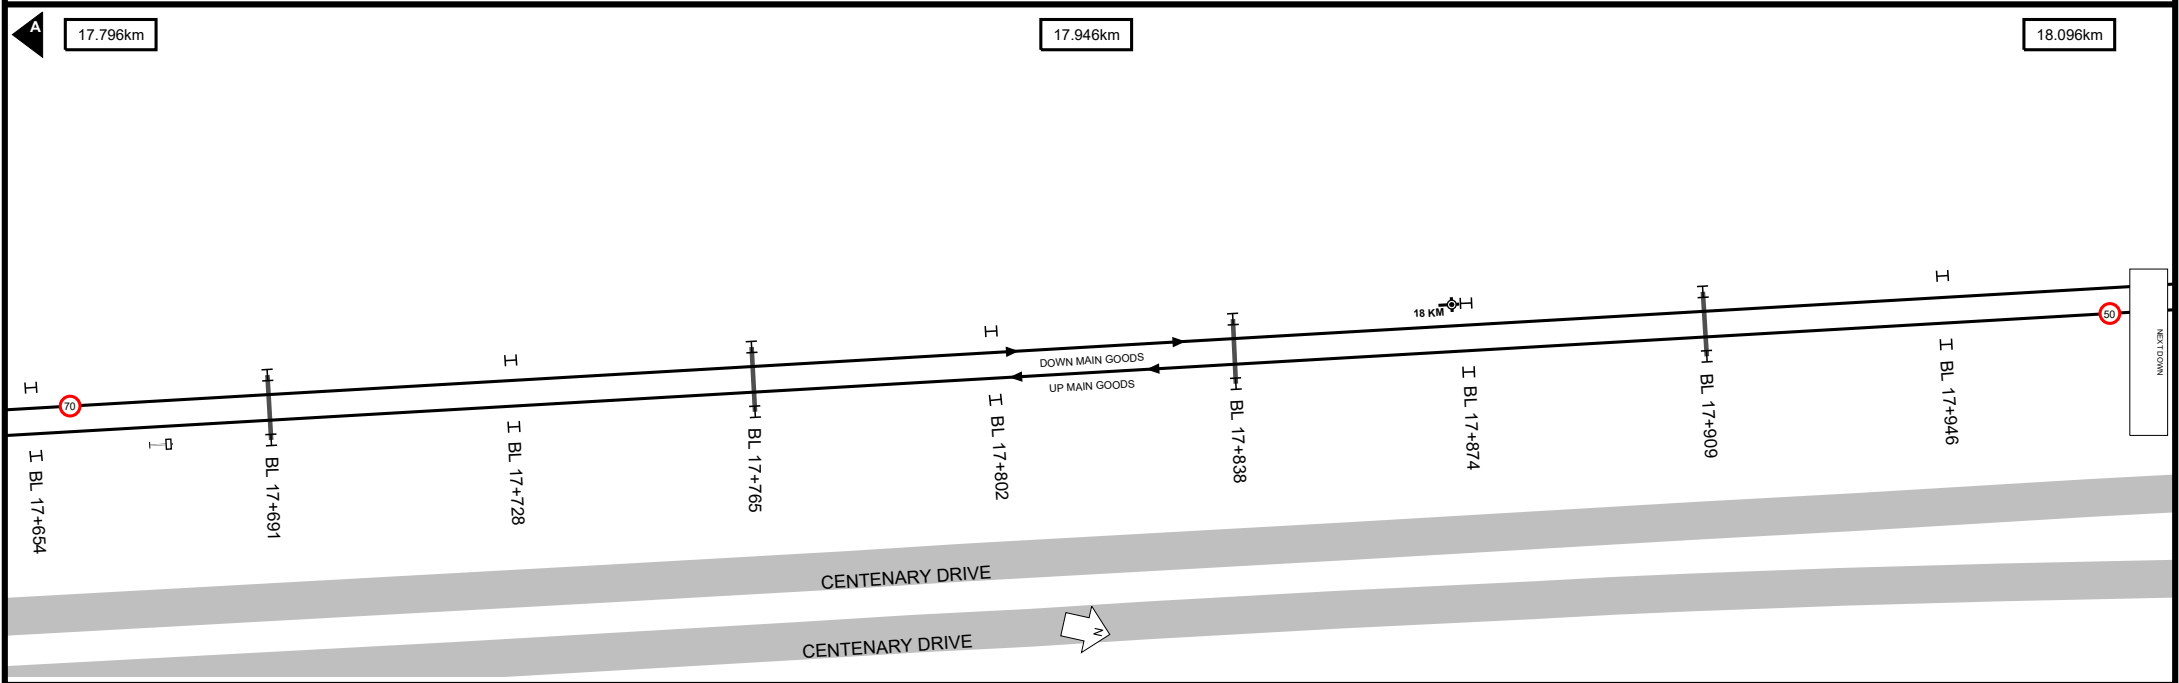 A
17.796km
17.946km
18.096km
70
50
18 KM
DOWN MAIN GOODS
UP MAIN GOODS
BL 17+654
BL 17+691
BL 17+728
BL 17+765
BL 17+802
BL 17+838
BL 17+874
BL 17+909
BL 17+946
NEXT DOWN
CENTENARY DRIVE
CENTENARY DRIVE
N